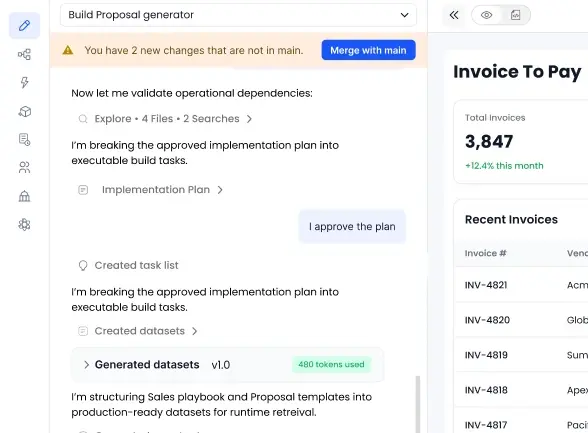 Build Proposal generator
You have 2 new changes that are not in main.
Merge with main
Now let me validate operational dependencies:
Explore • 4 Files • 2 Searches
I'm breaking the approved implementation plan into
executable build tasks.
Implementation Plan
I approve the plan
Created task list
I'm breaking the approved implementation plan into
executable build tasks.
Created datasets
Generated datasets v1.0
480 tokens used
I'm structuring Sales playbook and Proposal templates into
production-ready datasets for runtime retreival.
Invoice To Pay
Total Invoices
3,847
+12.4% this month
Recent Invoices
Invoice #
INV-4821
INV-4820
INV-4819
INV-4818
INV-4817